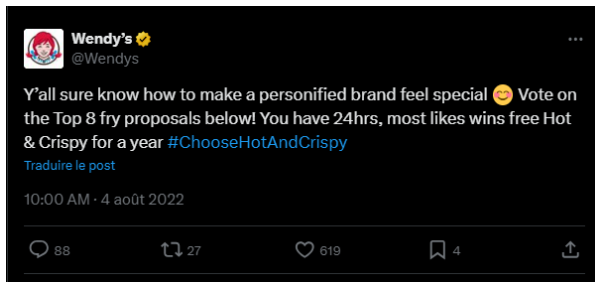 Wendy's
@Wendys
Y'all sure know how to make a personified brand feel special 😊 Vote on
the Top 8 fry proposals below! You have 24hrs, most likes wins free Hot
& Crispy for a year #ChooseHotAndCrispy
Traduire le post
10:00 AM · 4 août 2022
88 27 619 4